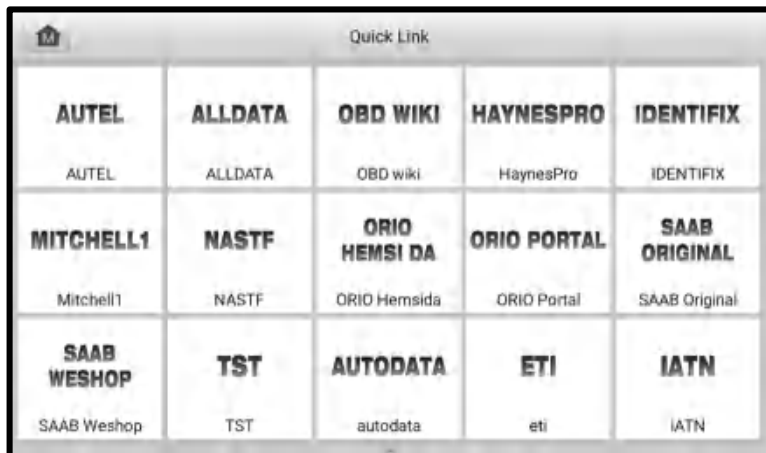 M
Quick Link
AUTEL
AUTEL
ALLDATA
ALLDATA
OBD WIKI
OBD wiki
HAYNESPRO
HaynesPro
IDENTIFIX
IDENTIFIX
MITCHELL1
Mitchell1
NASTF
NASTF
ORIO
HEMSI DA
ORIO Hemsida
ORIO PORTAL
ORIO Portal
SAAB
ORIGINAL
SAAB Original
SAAB
WESHOP
SAAB Weshop
TST
TST
AUTODATA
autodata
ETI
eti
IATN
iATN